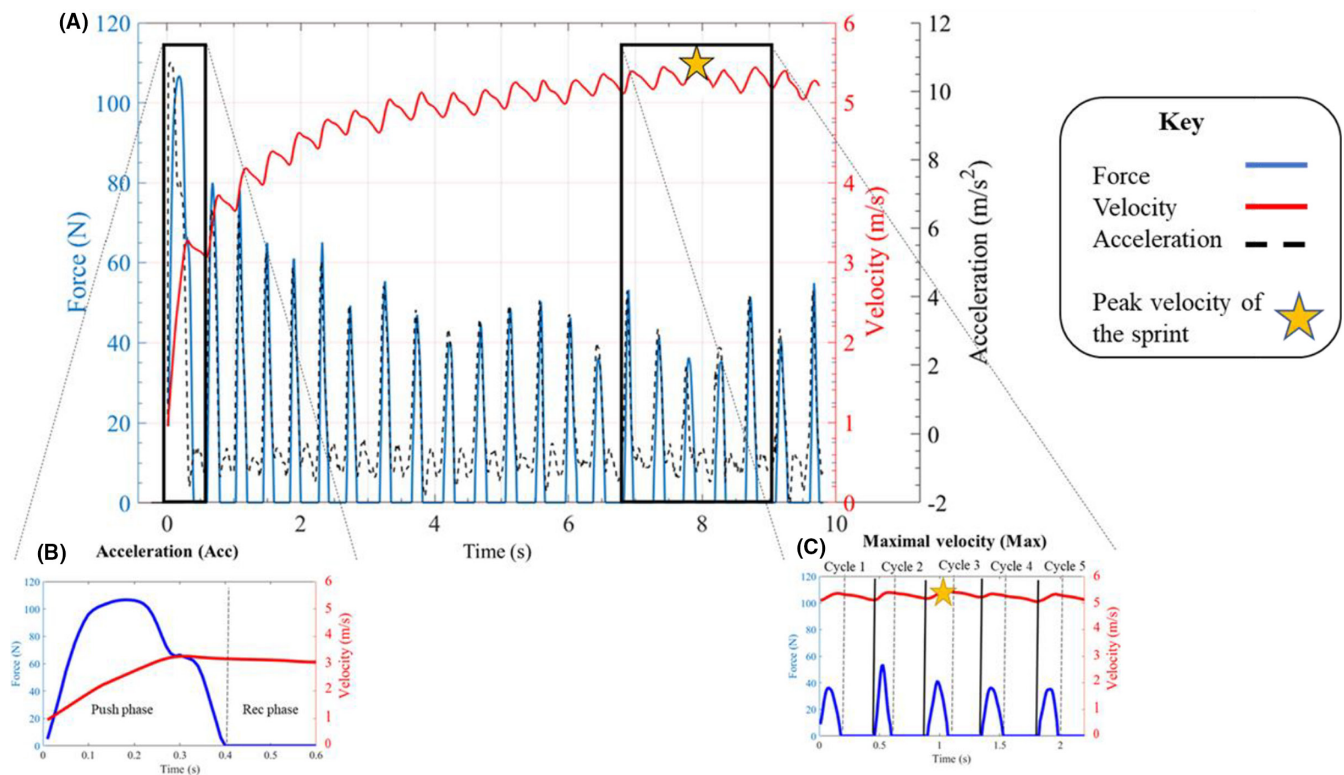 (A)
120
100
80
60
40
20
0
Force (N)
0
2
4
6
8
10
Time (s)
6
5
4
3
2
1
0
Velocity (m/s)
12
10
8
6
4
2
0
-2
Acceleration (m/s²)
Key
Force
Velocity
Acceleration
Peak velocity of
the sprint
(B)
Acceleration (Acc)
120
100
80
60
40
20
0
Force (N)
Push phase
Rec phase
0
0.1
0.2
0.3
0.4
0.5
0.6
Time (s)
6
5
4
3
2
1
0
Velocity (m/s)
(C)
Maximal velocity (Max)
Cycle 1 Cycle 2 Cycle 3 Cycle 4 Cycle 5
120
100
80
60
40
20
0
Force (N)
0
0.5
1
1.5
2
Time (s)
6
5
4
3
2
1
0
Velocity (m/s)